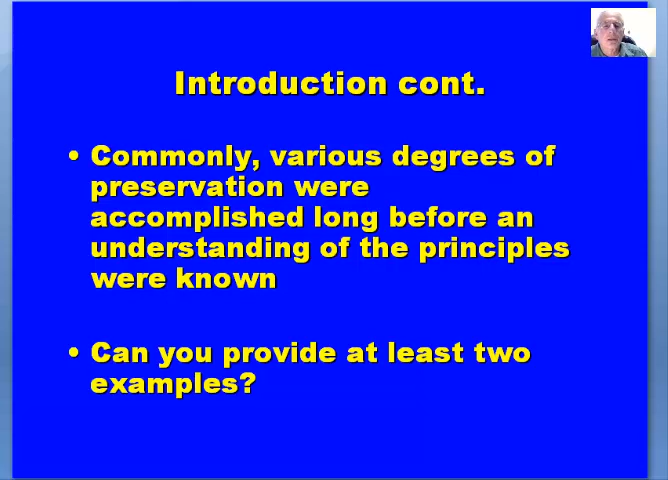 Introduction cont.
• Commonly, various degrees of
preservation were
accomplished long before an
understanding of the principles
were known
• Can you provide at least two
examples?